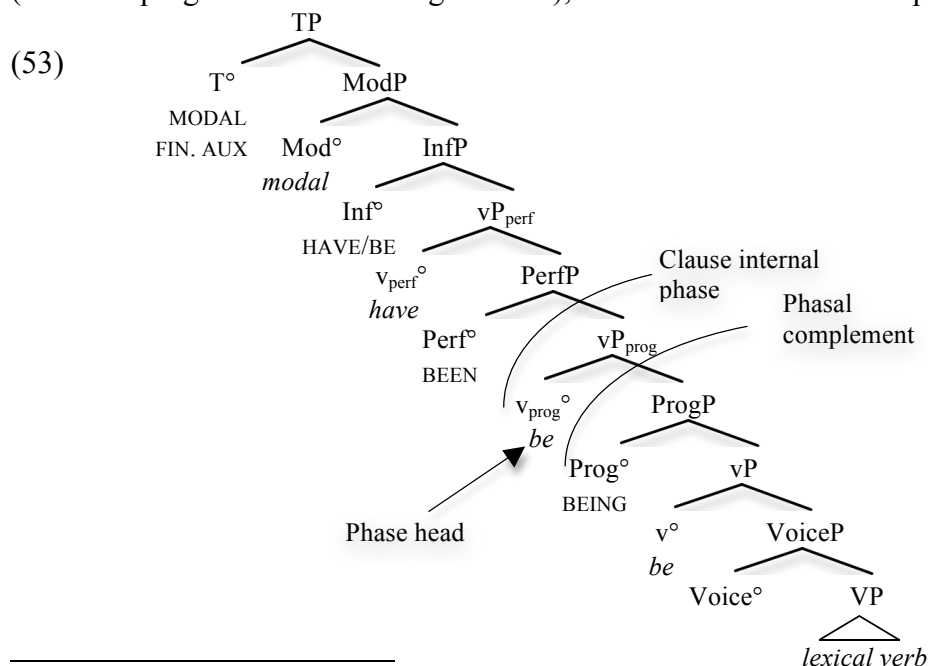 TP
(53)
T° ModP
MODAL
FIN. AUX Mod° InfP
modal
Inf° vPperf
HAVE/BE
Clause internal
phase
vperf° PerfP
have
Phasal
complement
Perf° vPprog
BEEN
vprog° ProgP
be
Prog° vP
BEING
Phase head
v° VoiceP
be
Voice° VP
lexical verb